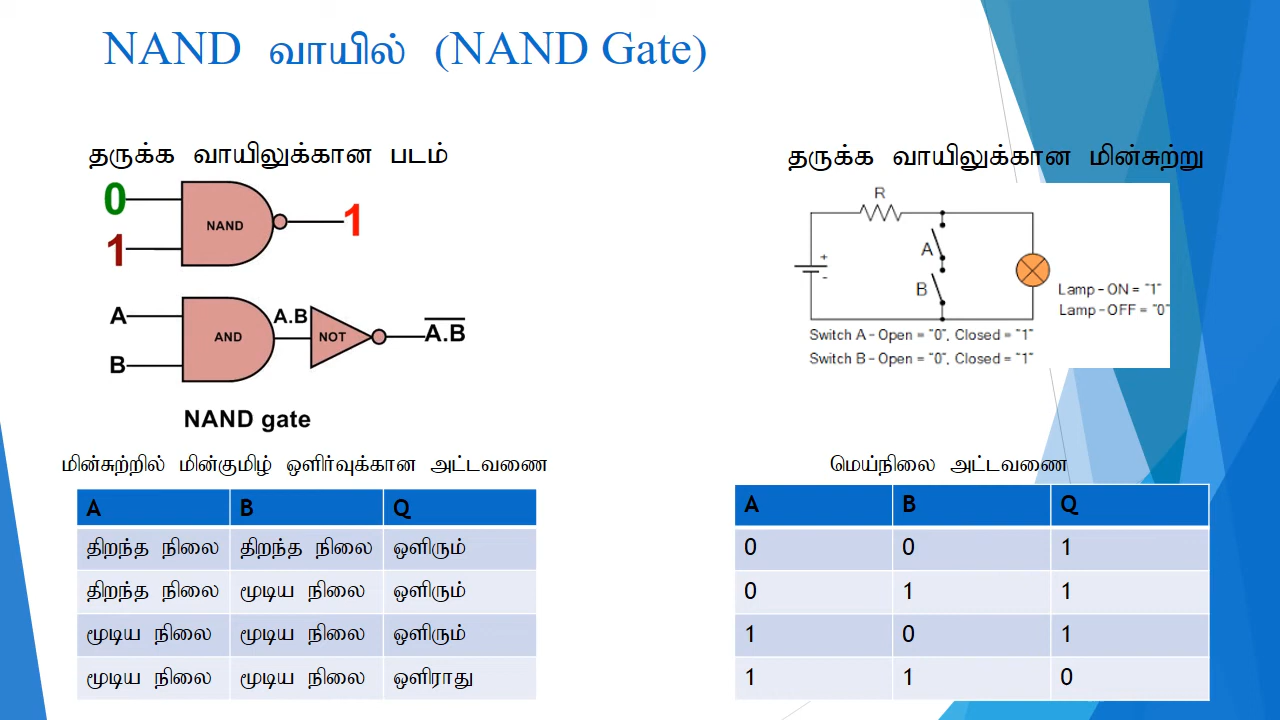 NAND வாயில் (NAND Gate)
தருக்க வாயிலுக்கான படம்
0
NAND
1
1
A
A.B
AND
NOT
A.B
B
NAND gate
தருக்க வாயிலுக்கான மின்சுற்று
R
A
+
-
B
Lamp - ON = "1"
Lamp - OFF = "0"
Switch A - Open = "0", Closed = "1"
Switch B - Open = "0", Closed = "1"
மின்சுற்றில் மின்குமிழ் ஒளிர்வுக்கான அட்டவணை
A B Q
திறந்த நிலை திறந்த நிலை ஒளிரும்
திறந்த நிலை மூடிய நிலை ஒளிரும்
மூடிய நிலை மூடிய நிலை ஒளிரும்
மூடிய நிலை மூடிய நிலை ஒளிராது
மெய்நிலை அட்டவணை
A B Q
0 0 1
0 1 1
1 0 1
1 1 0